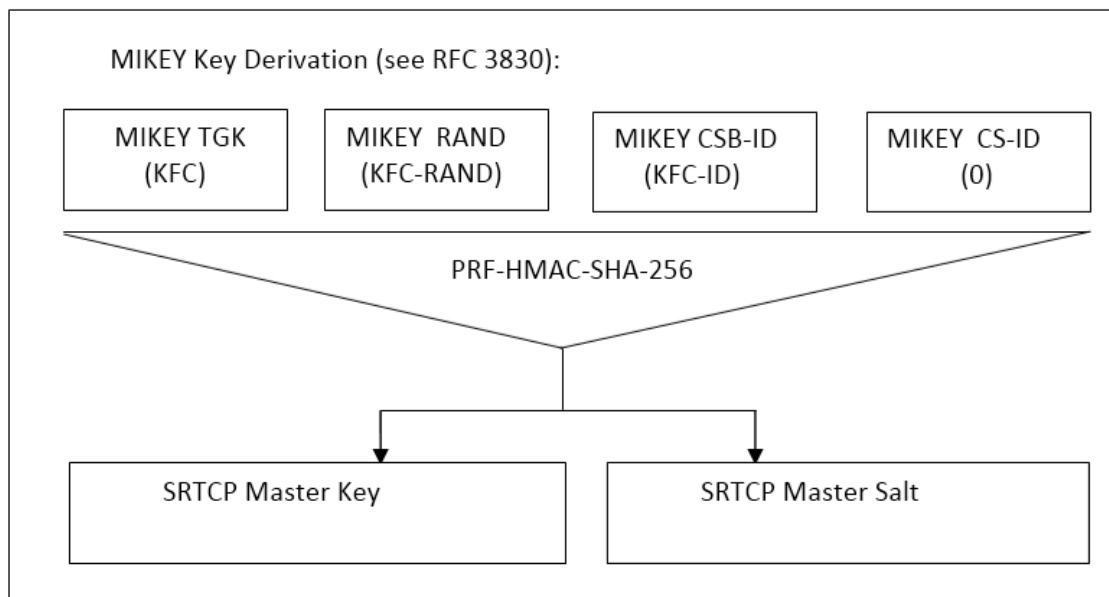 MIKEY Key Derivation (see RFC 3830):
MIKEY TGK
(KFC)
MIKEY RAND
(KFC-RAND)
MIKEY CSB-ID
(KFC-ID)
MIKEY CS-ID
(0)
PRF-HMAC-SHA-256
SRTCP Master Key
SRTCP Master Salt